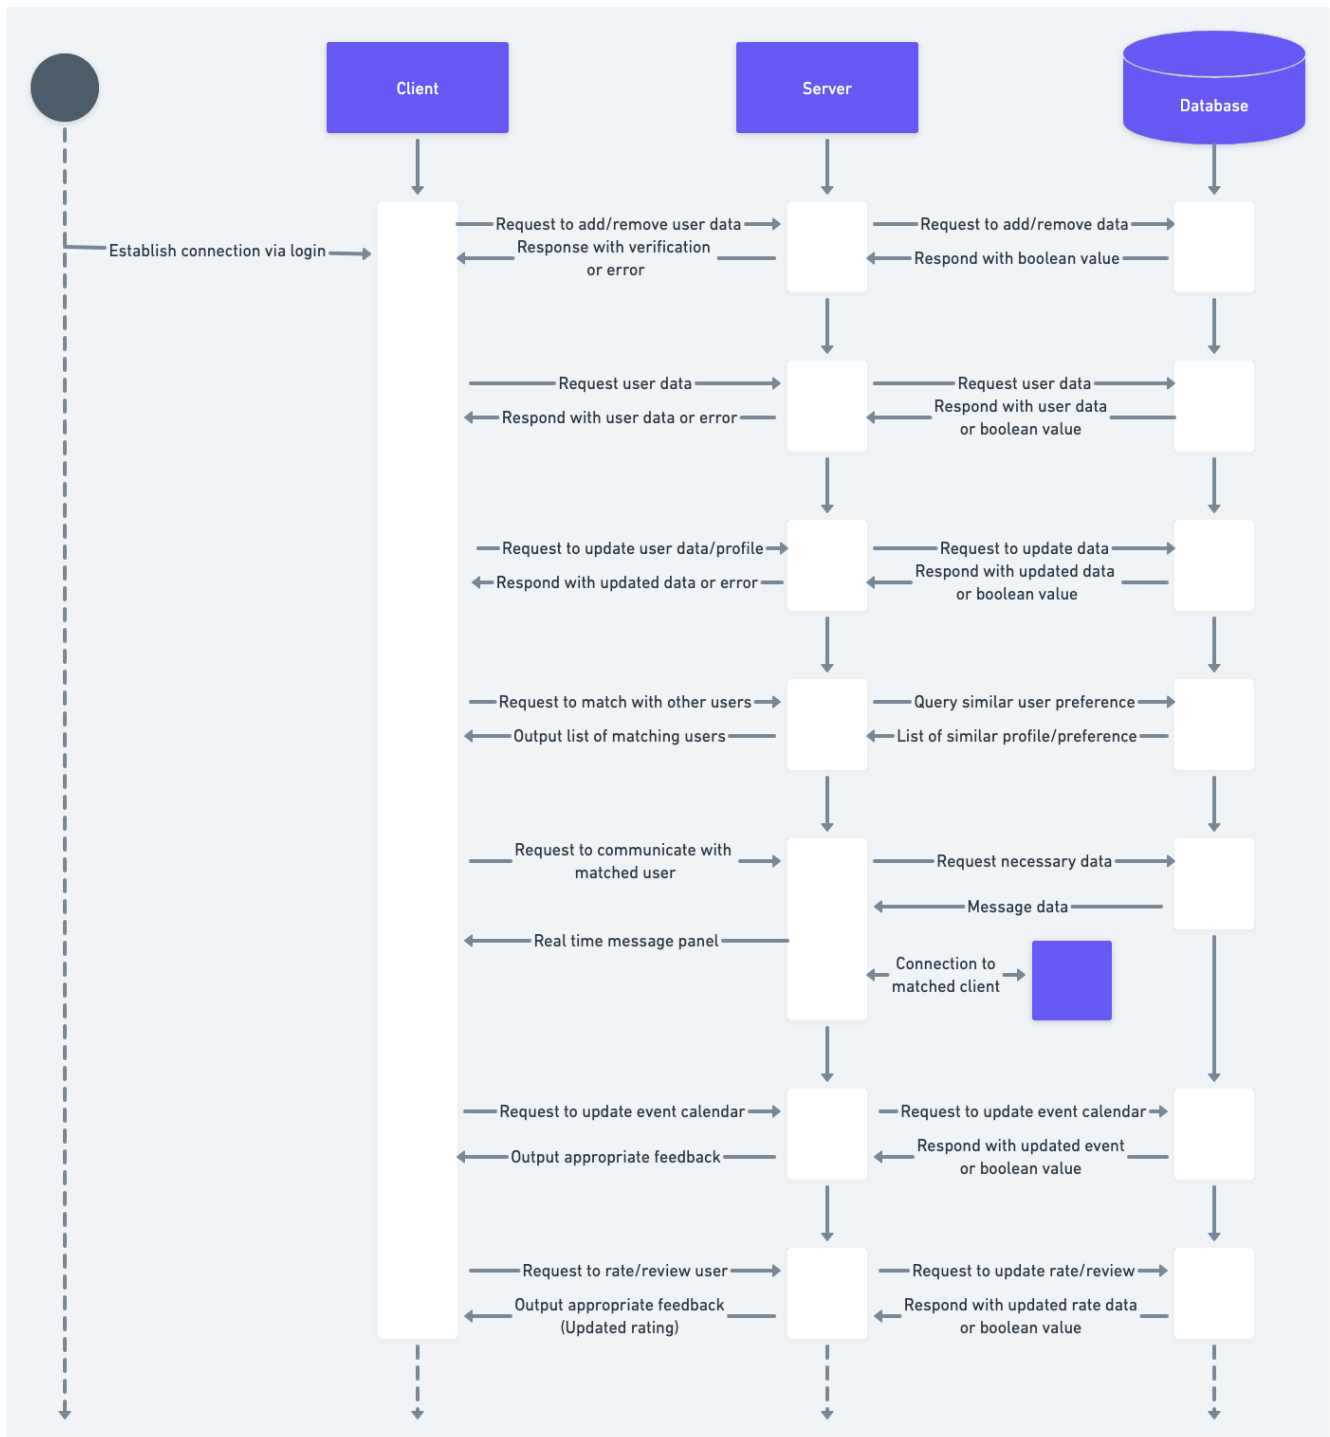 Client
Server
Database
Request to add/remove user data
Request to add/remove data
Establish connection via login
Response with verification
or error
Respond with boolean value
Request user data
Request user data
Respond with user data or error
Respond with user data
or boolean value
Request to update user data/profile
Request to update data
Respond with updated data or error
Respond with updated data
or boolean value
Request to match with other users
Query similar user preference
Output list of matching users
List of similar profile/preference
Request to communicate with
matched user
Request necessary data
Message data
Real time message panel
Connection to
matched client
Request to update event calendar
Request to update event calendar
Output appropriate feedback
Respond with updated event
or boolean value
Request to rate/review user
Request to update rate/review
Output appropriate feedback
(Updated rating)
Respond with updated rate data
or boolean value